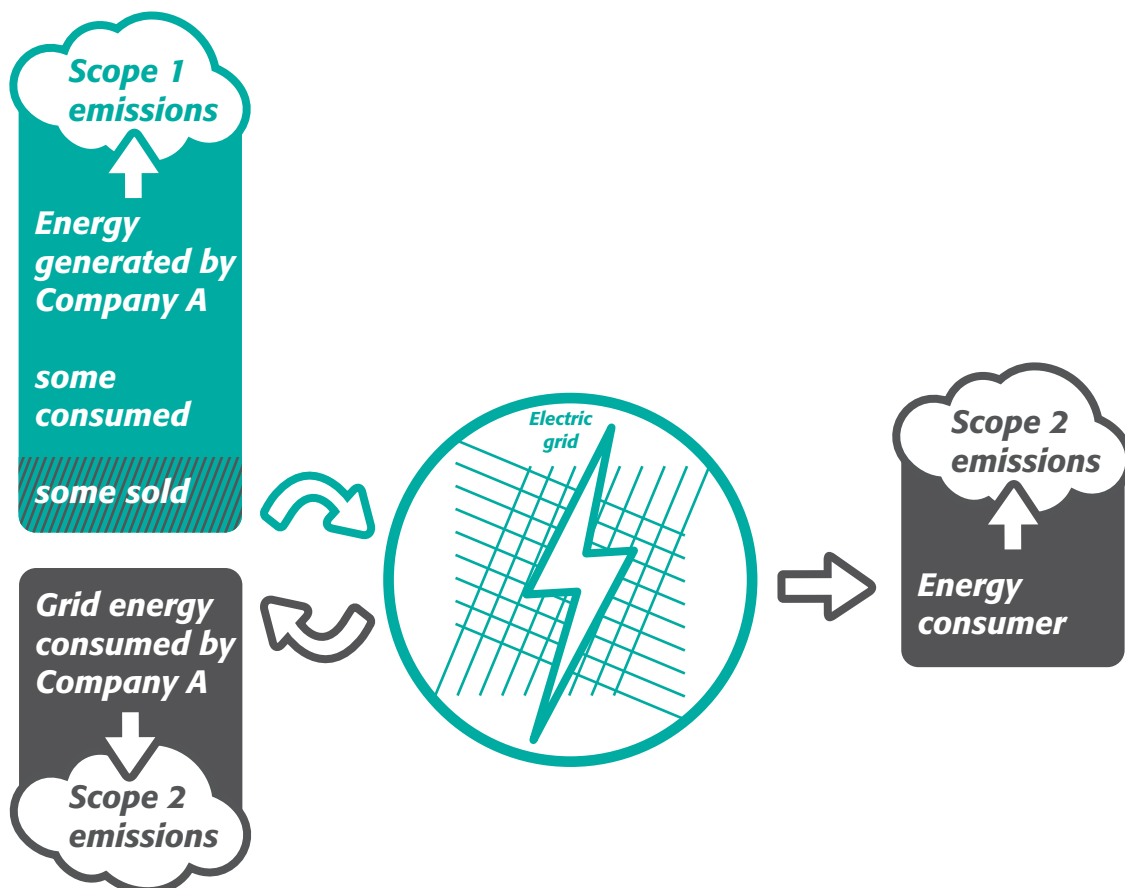 Scope 1
emissions
Energy
generated by
Company A
some
consumed
some sold
Grid energy
consumed by
Company A
Scope 2
emissions
Electric
grid
Scope 2
emissions
Energy
consumer